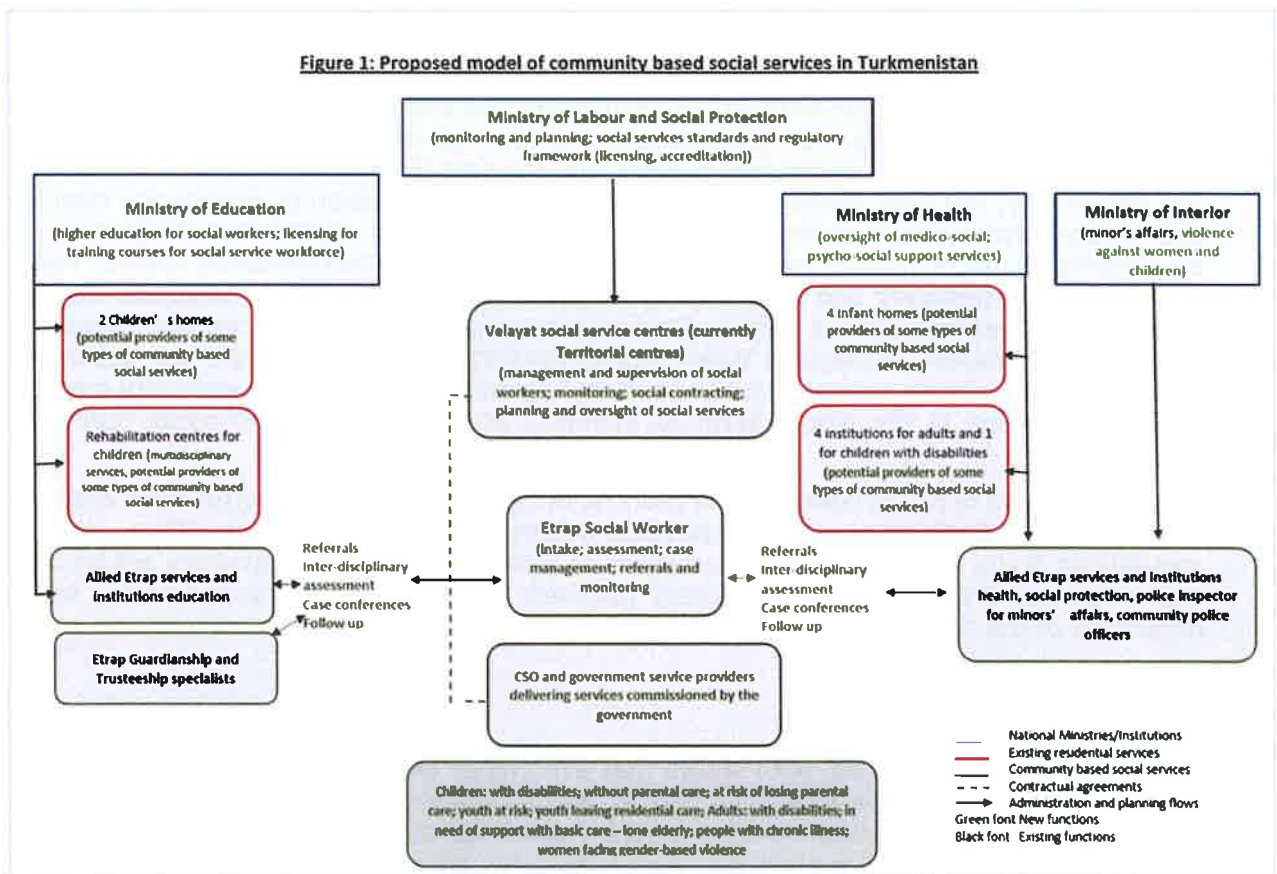 Figure 1: Proposed model of community based social services in Turkmenistan
Ministry of Labour and Social Protection
(monitoring and planning; social services standards and regulatory
framework (licensing, accreditation))
Ministry of Education
(higher education for social workers; licensing for
training courses for social service workforce)
Ministry of Health
(oversight of medico-social;
psycho-social support services)
Ministry of Interior
(minor's affairs, violence
against women and
children)
2 Children' s homes
(potential providers of some
types of community based
social services)
Velayat social service centres (currently
Territorial centres)
(management and supervision of social
workers; monitoring; social contracting;
planning and oversight of social services
4 infant homes (potential
providers of some types of
community based social
services)
Rehabilitation centres for
children (multidisciplinary
services, potential providers of
some types of community based
social services)
4 institutions for adults and 1
for children with disabilities
(potential providers of some
types of community based social
services)
Etrap Social Worker
(intake; assessment; case
management; referrals and
monitoring
Allied Etrap services and
institutions education
Referrals
Inter-disciplinary
assessment
Case conferences
Follow up
Referrals
Inter-disciplinary
assessment
Case conferences
Follow up
Allied Etrap services and institutions
health, social protection, police inspector
for minors' affairs, community police
officers
Etrap Guardianship and
Trusteeship specialists
CSO and government service providers
delivering services commissioned by the
government
Children: with disabilities; without parental care; at risk of losing parental
care; youth at risk; youth leaving residential care; Adults: with disabilities; in
need of support with basic care – lone elderly; people with chronic illness;
women facing gender-based violence
National Ministries/Institutions
Existing residential services
Community based social services
Contractual agreements
Administration and planning flows
Green font New functions
Black font Existing functions